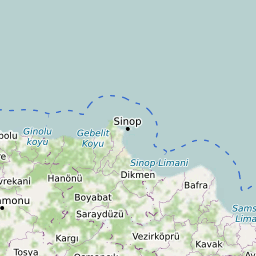 Sinop
Ginolu
koyu
Gebelit
Koyu
polu
Sinop Limanı
Hanönü
Dikmen
vrekani
Bafra
Boyabat
Sams
Lima
amonu
Saraydüzü
Kargı
Vezirköprü
Kavak
Tosya